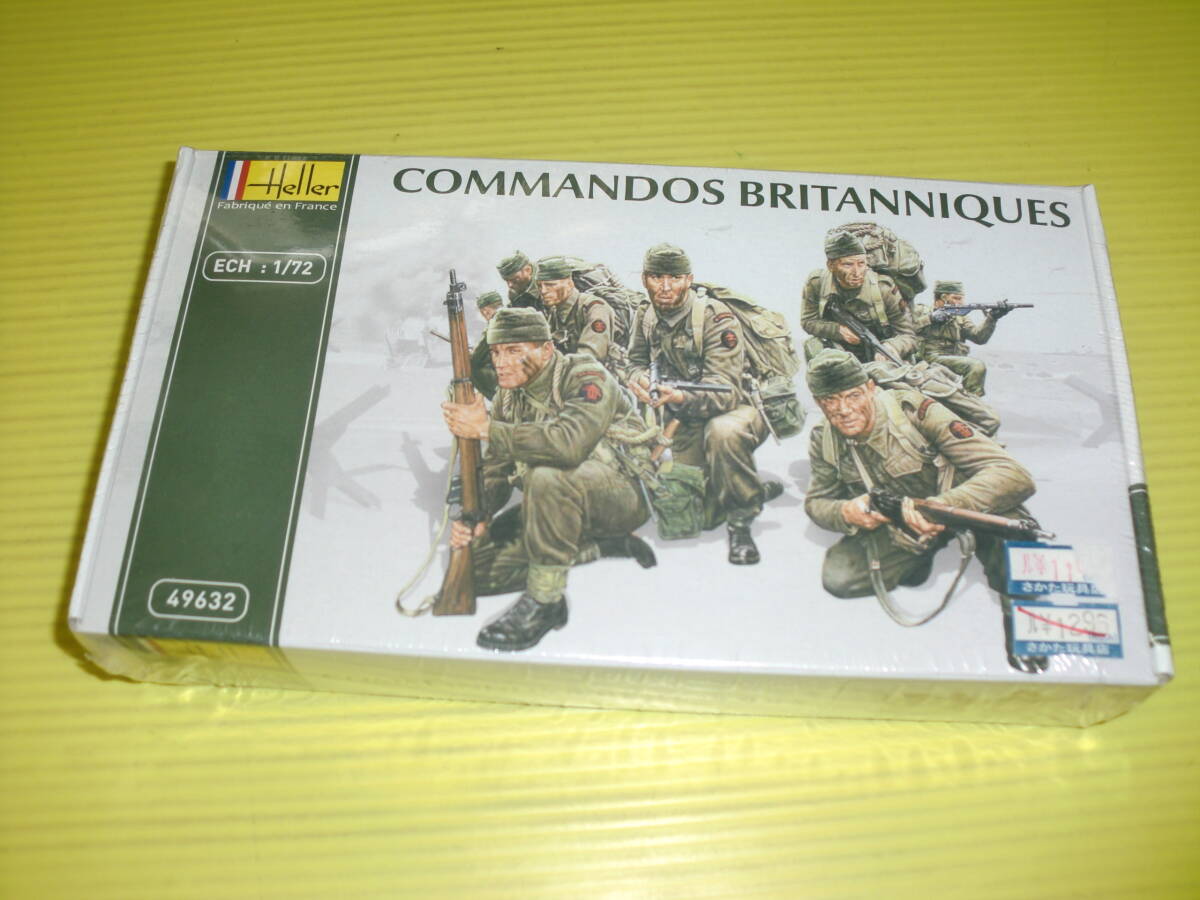 Heller
Fabriqué en France
COMMANDOS BRITANNIQUES
ECH : 1/72
49632
さかた玩具店
¥1295
さかた玩具店